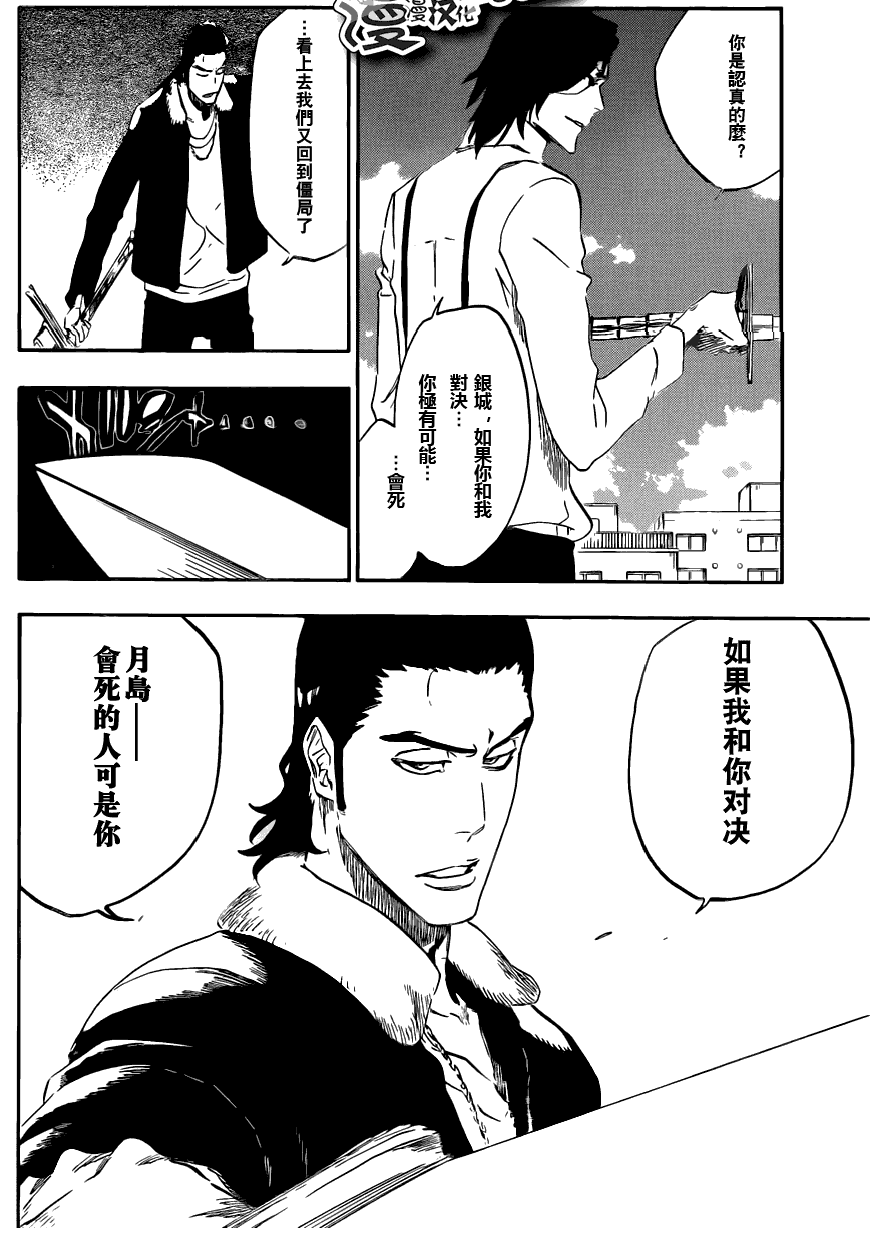 你是認真的麼？
銀城，如果你和我
對決…
你極有可能…
…會死
…看上去我們又回到僵局了
如果我和你对决
月島——
會死的人可是你